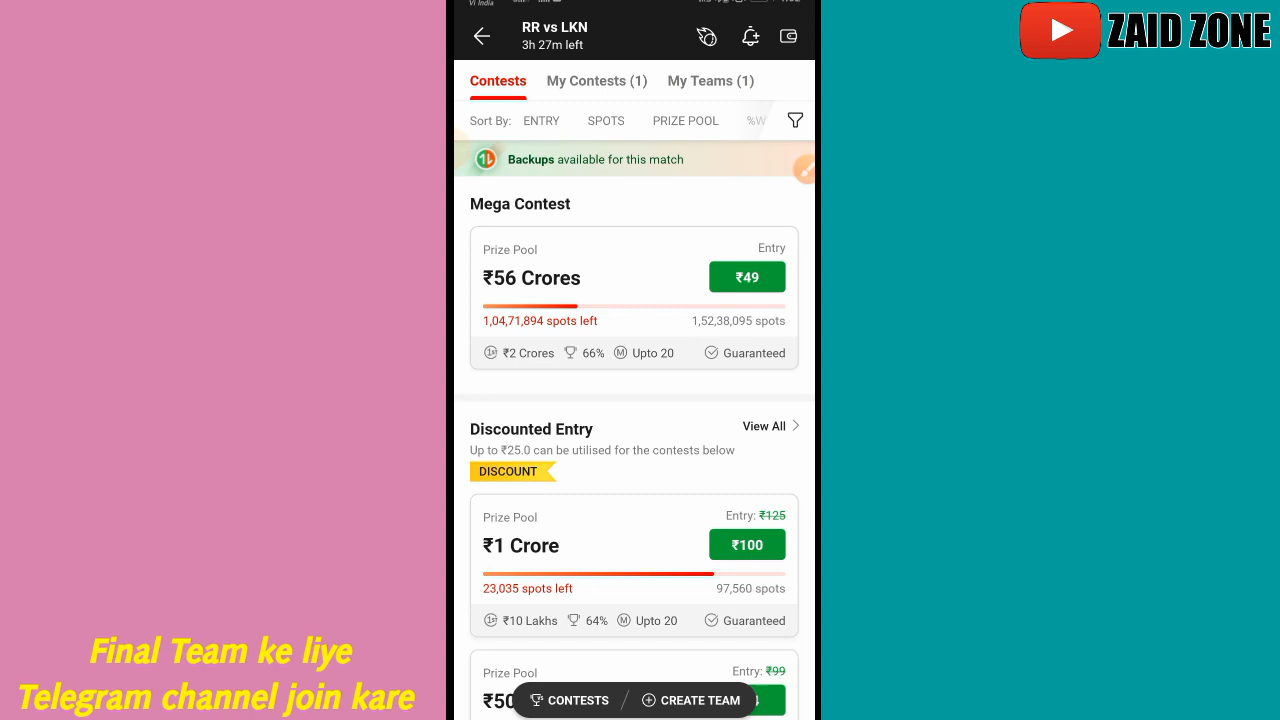 Vi India
RR vs LKN
3h 27m left
ZAID ZONE
Contests
My Contests (1)
My Teams (1)
Sort By:
ENTRY
SPOTS
PRIZE POOL
%W
Backups available for this match
Mega Contest
Prize Pool
Entry
₹56 Crores
₹49
1,04,71,894 spots left
1,52,38,095 spots
1st ₹2 Crores
66%
M Upto 20
Guaranteed
Discounted Entry
View All
Up to ₹25.0 can be utilised for the contests below
DISCOUNT
Prize Pool
Entry: ₹125
₹1 Crore
₹100
23,035 spots left
97,560 spots
1st ₹10 Lakhs
64%
M Upto 20
Guaranteed
Prize Pool
Entry: ₹99
CONTESTS
CREATE TEAM
Final Team ke liye
Telegram channel join kare